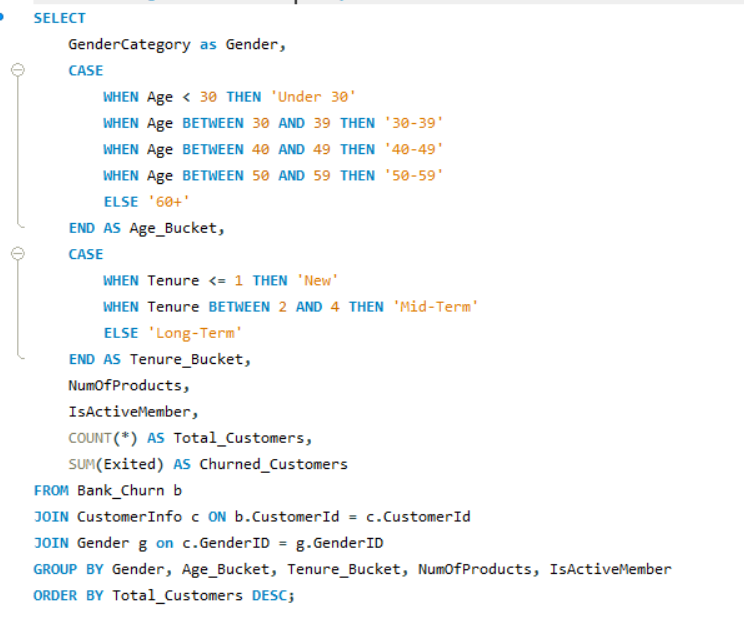 SELECT
GenderCategory as Gender,
CASE
WHEN Age < 30 THEN 'Under 30'
WHEN Age BETWEEN 30 AND 39 THEN '30-39'
WHEN Age BETWEEN 40 AND 49 THEN '40-49'
WHEN Age BETWEEN 50 AND 59 THEN '50-59'
ELSE '60+'
END AS Age_Bucket,
CASE
WHEN Tenure <= 1 THEN 'New'
WHEN Tenure BETWEEN 2 AND 4 THEN 'Mid-Term'
ELSE 'Long-Term'
END AS Tenure_Bucket,
NumOfProducts,
IsActiveMember,
COUNT(*) AS Total_Customers,
SUM(Exited) AS Churned_Customers
FROM Bank_Churn b
JOIN CustomerInfo c ON b.CustomerId = c.CustomerId
JOIN Gender g on c.GenderID = g.GenderID
GROUP BY Gender, Age_Bucket, Tenure_Bucket, NumOfProducts, IsActiveMember
ORDER BY Total_Customers DESC;